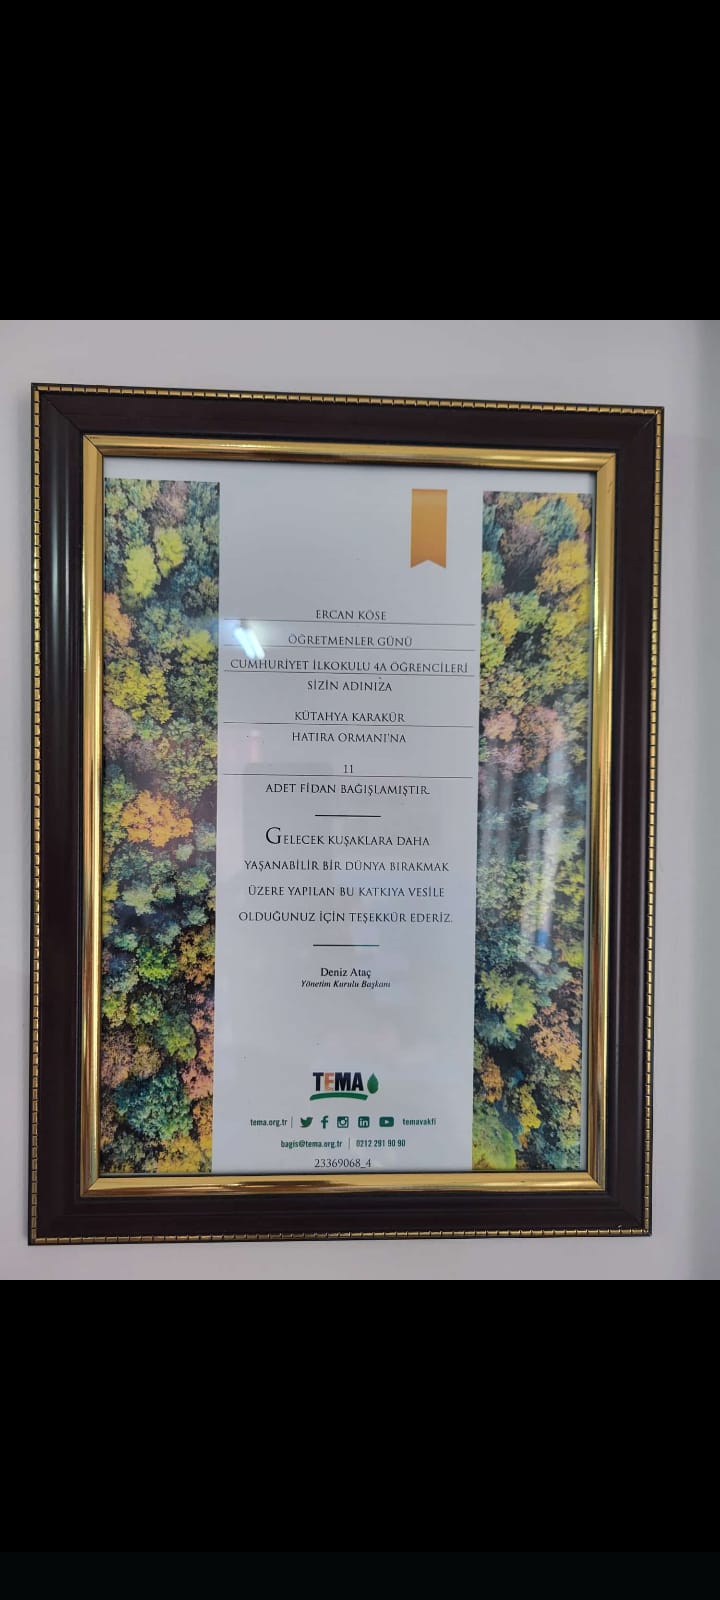 ERCAN KÖSE
ÖĞRETMENLER GÜNÜ
CUMHURİYET İLKOKULU 4A ÖĞRENCİLERİ
SİZİN ADINIZA
KÜTAHYA KARAKÜR
HATIRA ORMANI'NA
11
ADET FİDAN BAĞIŞLAMIŞTIR.
GELECEK KUŞAKLARA DAHA
YAŞANABİLİR BİR DÜNYA BIRAKMAK
ÜZERE YAPILAN BU KATKIYA VESİLE
OLDUĞUNUZ İÇİN TEŞEKKÜR EDERİZ.
Deniz Ataç
Yönetim Kurulu Başkanı
TEMA
tema.org.tr | temavakfi
bagis@tema.org.tr | 0212 291 90 90
23369068_4